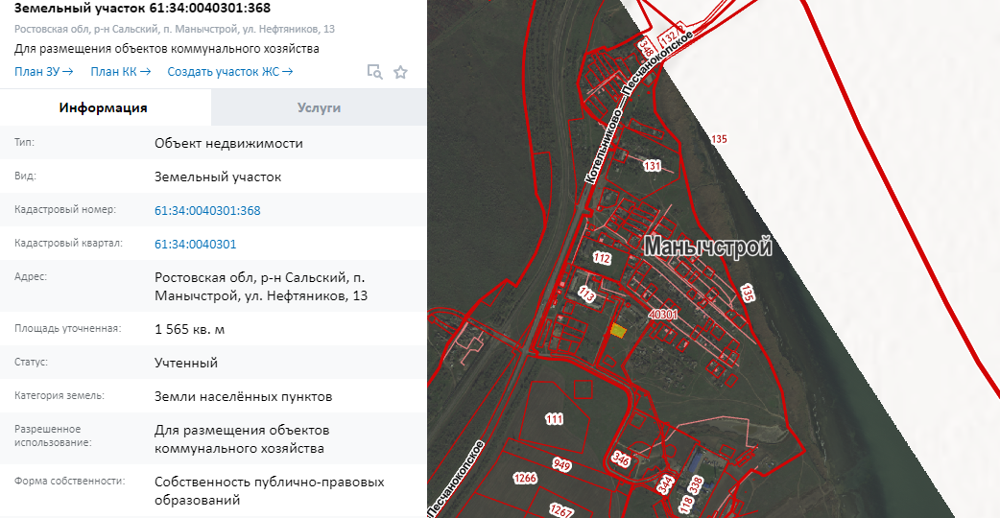 Земельный участок 61:34:0040301:368
Ростовская обл, р-н Сальский, п. Манычстрой, ул. Нефтяников, 13
Для размещения объектов коммунального хозяйства
План ЗУ → План КК → Создать участок ЖС →
Информация Услуги
Тип: Объект недвижимости
Вид: Земельный участок
Кадастровый номер: 61:34:0040301:368
Кадастровый квартал: 61:34:0040301
Адрес: Ростовская обл, р-н Сальский, п.
Манычстрой, ул. Нефтяников, 13
Площадь уточненная: 1 565 кв. м
Статус: Учтенный
Категория земель: Земли населённых пунктов
Разрешенное использование: Для размещения объектов
коммунального хозяйства
Форма собственности: Собственность публично-правовых
образований
348
132/2
Котельниково — Песчанокопское
135
131
Манычстрой
112
113
135
40301
111
Песчанокопское
949
346
1266
344
338
118
1267